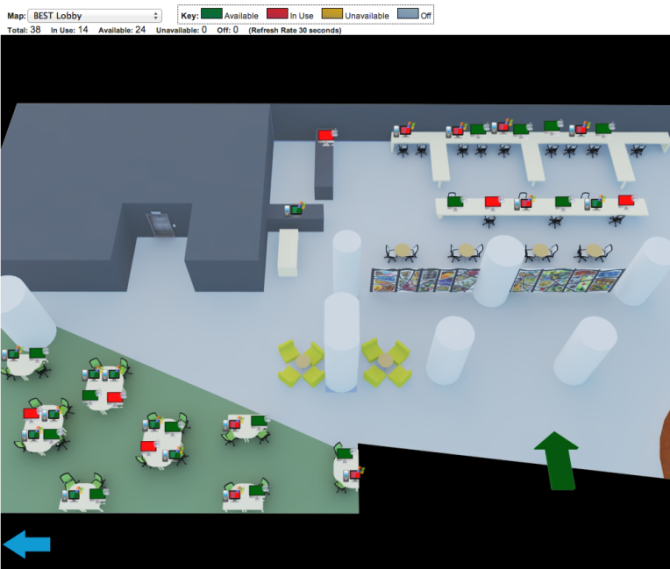 Map: BEST Lobby Key: Available In Use Unavailable Off
Total: 38 In Use: 14 Available: 24 Unavailable: 0 Off: 0 (Refresh Rate 30 seconds)